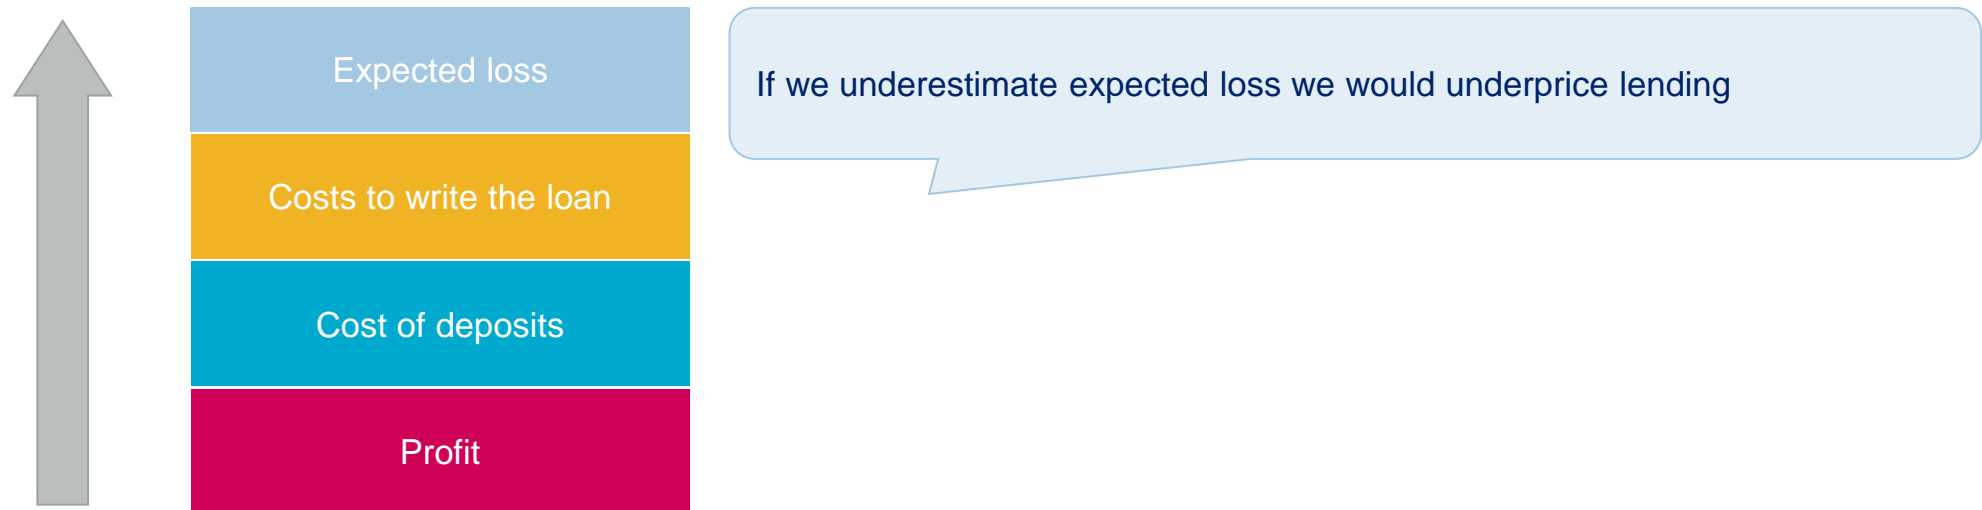 Expected loss
If we underestimate expected loss we would underprice lending
Costs to write the loan
Cost of deposits
Profit